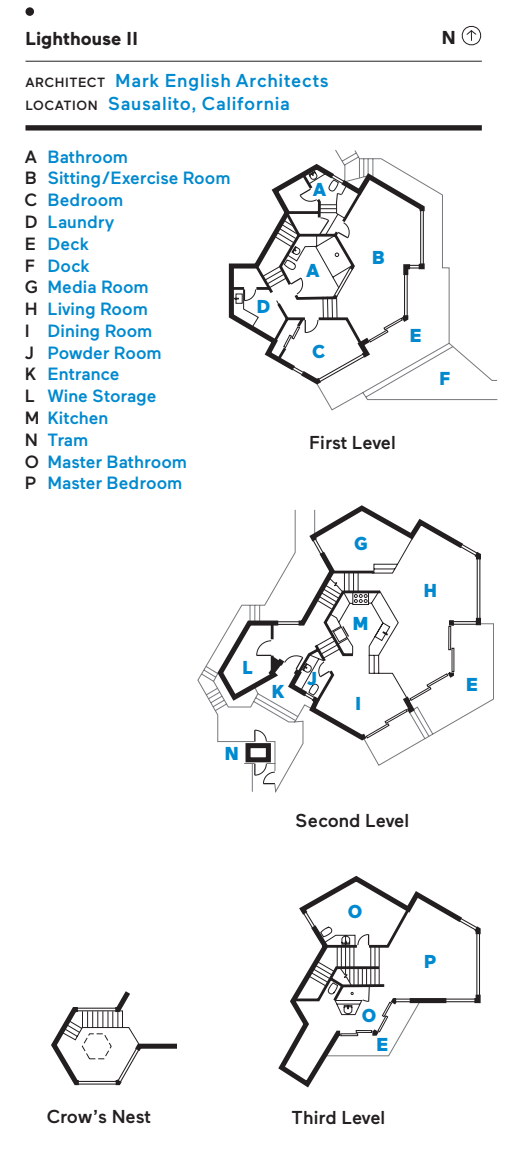 Lighthouse II
N
ARCHITECT Mark English Architects
LOCATION Sausalito, California
A Bathroom
B Sitting/Exercise Room
C Bedroom
D Laundry
E Deck
F Dock
G Media Room
H Living Room
I Dining Room
J Powder Room
K Entrance
L Wine Storage
M Kitchen
N Tram
O Master Bathroom
P Master Bedroom
A
B
A
D
E
C
F
First Level
G
H
M
L
J
K
E
I
N
Second Level
O
P
O
E
Crow's Nest
Third Level